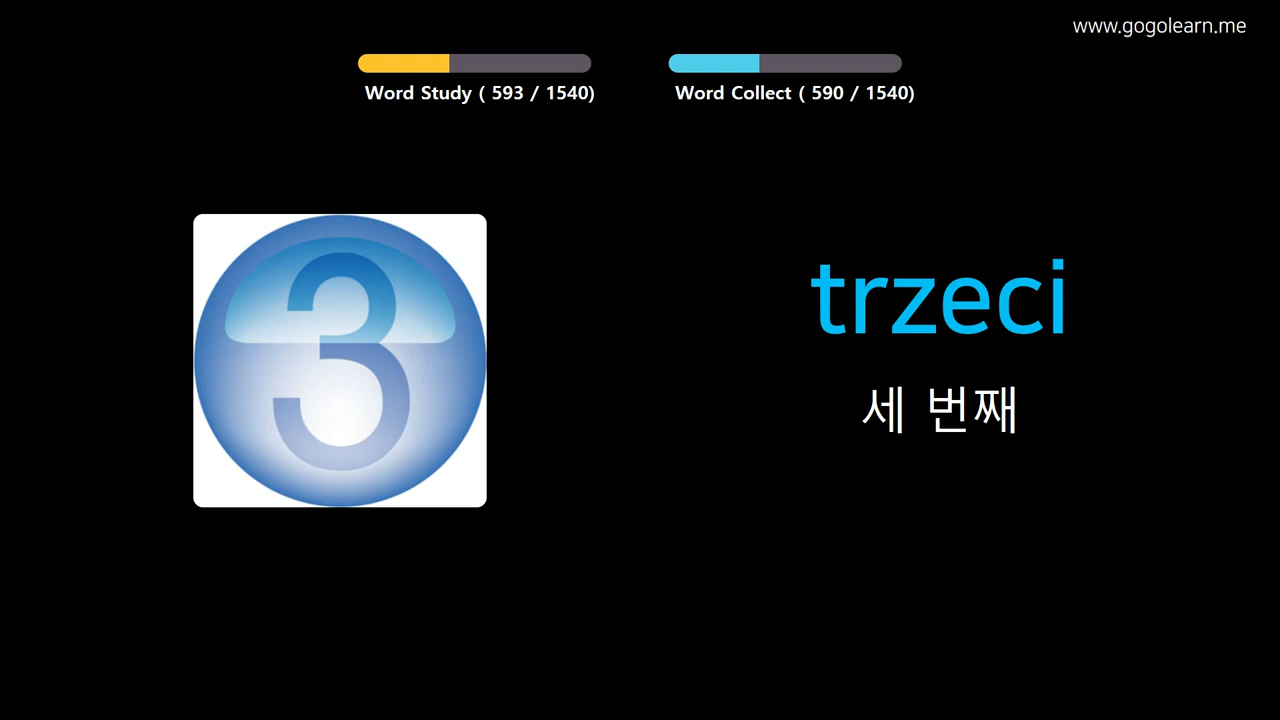 www.gogolearn.me
Word Study ( 593 / 1540)
Word Collect ( 590 / 1540)
3
trzeci
세 번째